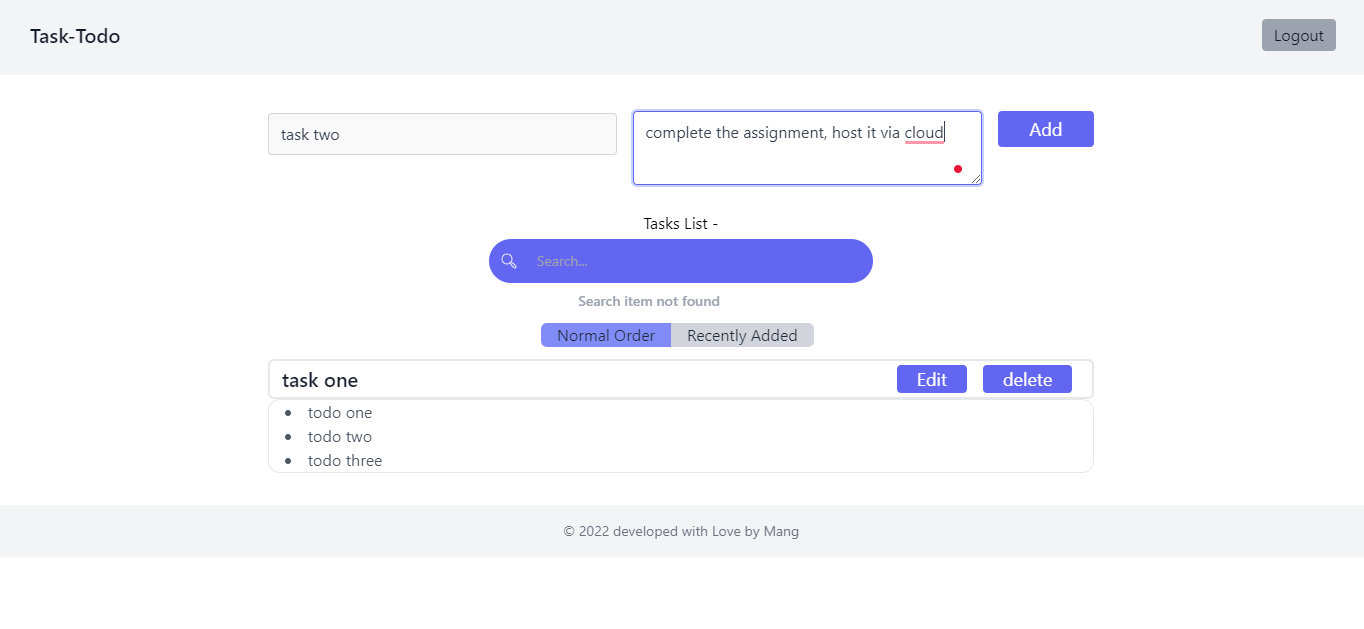 Task-Todo
Logout
task two
complete the assignment, host it via cloud
Add
Tasks List -
Search...
Search item not found
Normal Order
Recently Added
task one
Edit
delete
todo one
todo two
todo three
© 2022 developed with Love by Mang